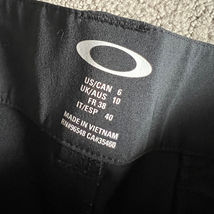 US/CAN 6
UK/AUS 10
FR 38
IT/ESP 40
MADE IN VIETNAM
RN#96548 CA#35460